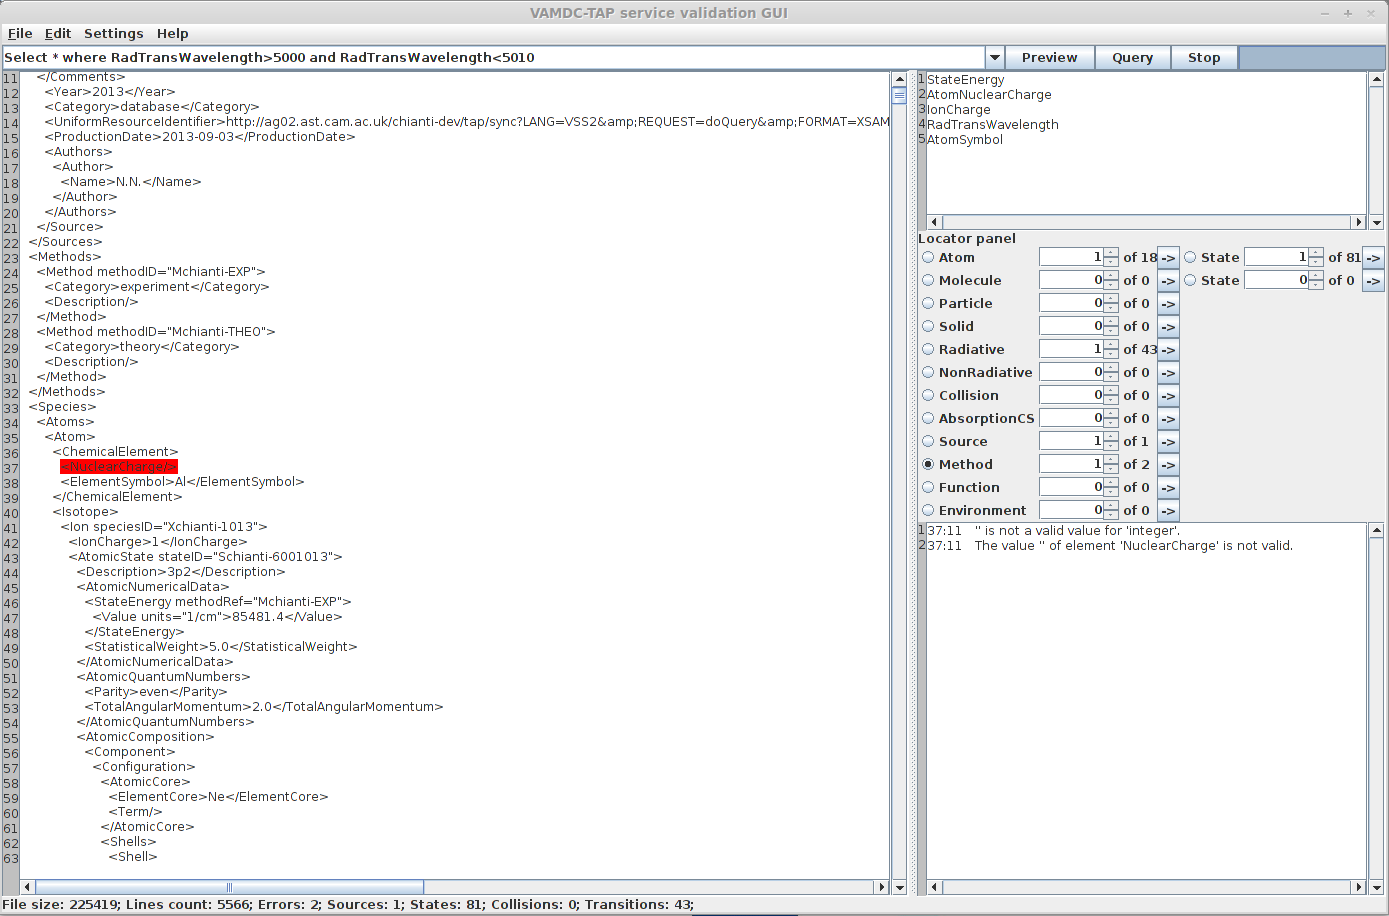 VAMDC-TAP service validation GUI
File Edit Settings Help
Select * where RadTransWavelength>5000 and RadTransWavelength<5010 Preview Query Stop
11 </Comments>
12 <Year>2013</Year>
13 <Category>database</Category>
14 <UniformResourceIdentifier>http://ag02.ast.cam.ac.uk/chianti-dev/tap/sync?LANG=VSS2&amp;REQUEST=doQuery&amp;FORMAT=XSAM
15 <ProductionDate>2013-09-03</ProductionDate>
16 <Authors>
17 <Author>
18 <Name>N.N.</Name>
19 </Author>
20 </Authors>
21 </Source>
22 </Sources>
23 <Methods>
24 <Method methodID="Mchianti-EXP">
25 <Category>experiment</Category>
26 <Description/>
27 </Method>
28 <Method methodID="Mchianti-THEO">
29 <Category>theory</Category>
30 <Description/>
31 </Method>
32 </Methods>
33 <Species>
34 <Atoms>
35 <Atom>
36 <ChemicalElement>
37 <NuclearCharge/>
38 <ElementSymbol>Al</ElementSymbol>
39 </ChemicalElement>
40 <Isotope>
41 <Ion speciesID="Xchianti-1013">
42 <IonCharge>1</IonCharge>
43 <AtomicState stateID="Schianti-6001013">
44 <Description>3p2</Description>
45 <AtomicNumericalData>
46 <StateEnergy methodRef="Mchianti-EXP">
47 <Value units="1/cm">85481.4</Value>
48 </StateEnergy>
49 <StatisticalWeight>5.0</StatisticalWeight>
50 </AtomicNumericalData>
51 <AtomicQuantumNumbers>
52 <Parity>even</Parity>
53 <TotalAngularMomentum>2.0</TotalAngularMomentum>
54 </AtomicQuantumNumbers>
55 <AtomicComposition>
56 <Component>
57 <Configuration>
58 <AtomicCore>
59 <ElementCore>Ne</ElementCore>
60 <Term/>
61 </AtomicCore>
62 <Shells>
63 <Shell>
1 StateEnergy
2 AtomNuclearCharge
3 IonCharge
4 RadTransWavelength
5 AtomSymbol
Locator panel
Atom 1 of 18 -> State 1 of 81 ->
Molecule 0 of 0 -> State 0 of 0 ->
Particle 0 of 0 ->
Solid 0 of 0 ->
Radiative 1 of 43 ->
NonRadiative 0 of 0 ->
Collision 0 of 0 ->
AbsorptionCS 0 of 0 ->
Source 1 of 1 ->
Method 1 of 2 ->
Function 0 of 0 ->
Environment 0 of 0 ->
1 37:11 '' is not a valid value for 'integer'.
2 37:11 The value '' of element 'NuclearCharge' is not valid.
File size: 225419; Lines count: 5566; Errors: 2; Sources: 1; States: 81; Collisions: 0; Transitions: 43;